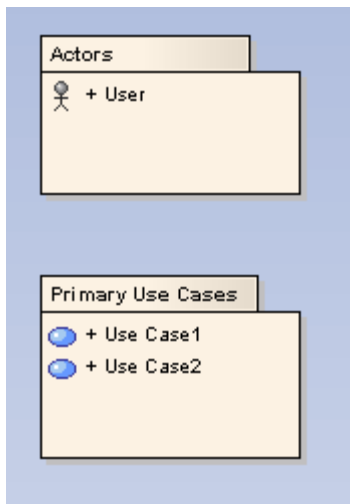 Actors
+ User
Primary Use Cases
+ Use Case1
+ Use Case2